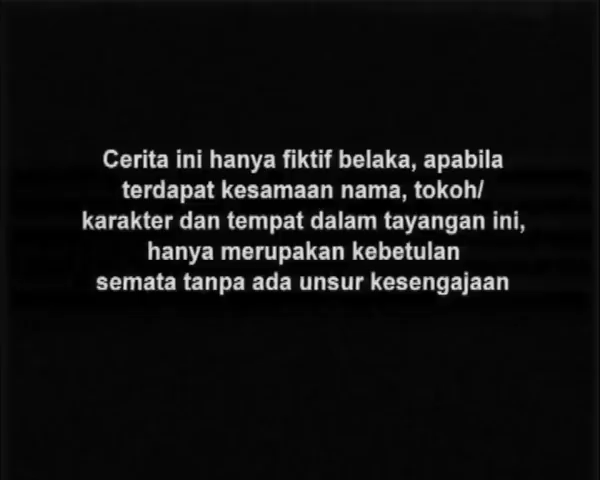 Cerita ini hanya fiktif belaka, apabila
terdapat kesamaan nama, tokoh/
karakter dan tempat dalam tayangan ini,
hanya merupakan kebetulan
semata tanpa ada unsur kesengajaan